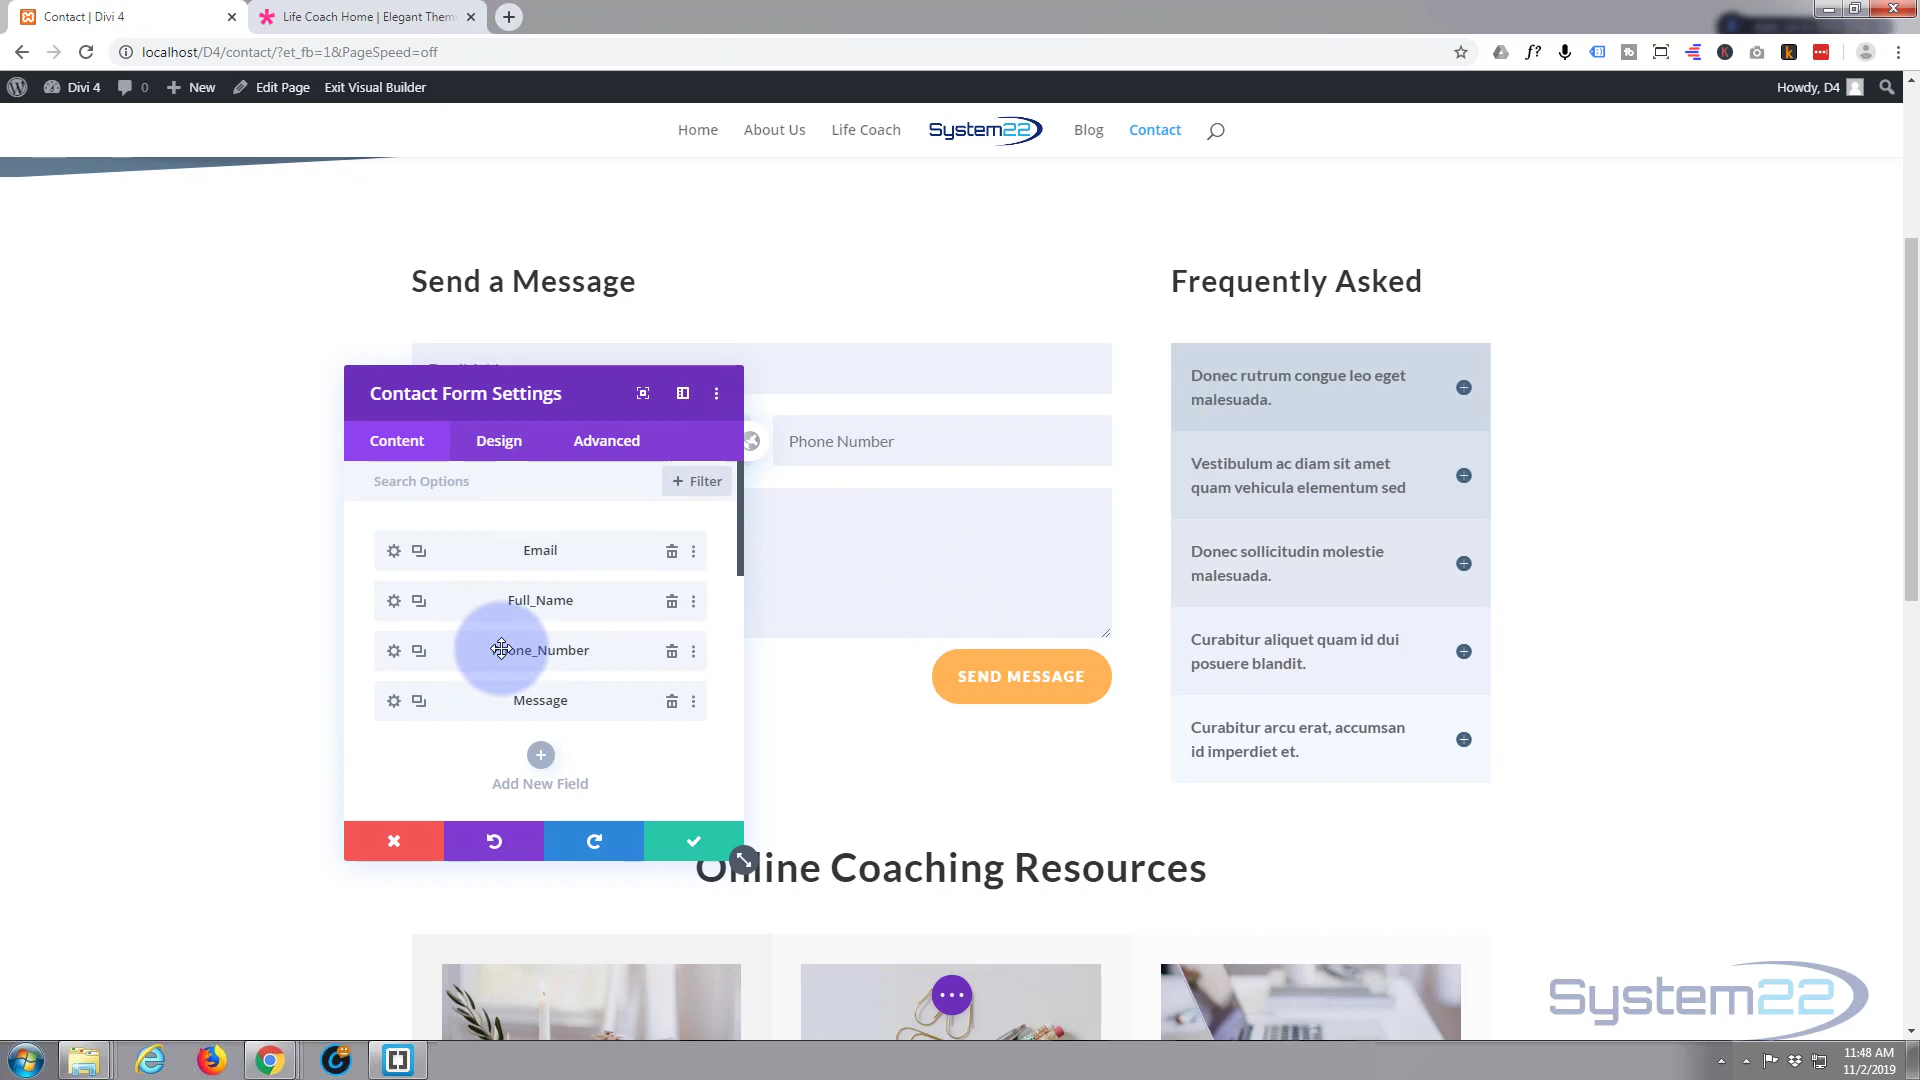 Contact | Divi 4
Life Coach Home | Elegant Them
localhost/D4/contact/?et_fb=1&PageSpeed=off
f?
Divi 4
0
New
Edit Page
Exit Visual Builder
Howdy, D4
Home
About Us
Life Coach
System22
Blog
Contact
Send a Message
Frequently Asked
Contact Form Settings
Content
Design
Advanced
Search Options
+ Filter
Email
Full_Name
Phone_Number
Message
Add New Field
Phone Number
SEND MESSAGE
Donec rutrum congue leo eget
malesuada.
Vestibulum ac diam sit amet
quam vehicula elementum sed
Donec sollicitudin molestie
malesuada.
Curabitur aliquet quam id dui
posuere blandit.
Curabitur arcu erat, accumsan
id imperdiet et.
Online Coaching Resources
System22
11:48 AM
11/2/2019